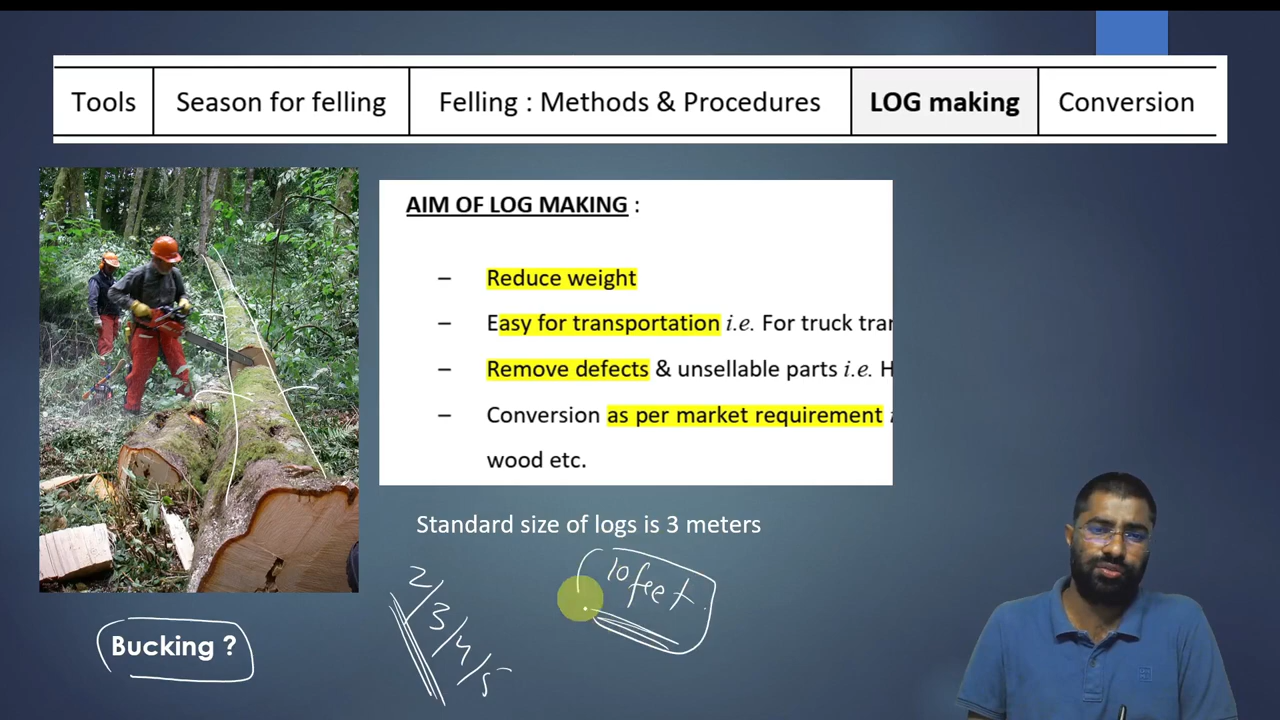 Tools Season for felling Felling : Methods & Procedures LOG making Conversion
AIM OF LOG MAKING :
– Reduce weight
– Easy for transportation i.e. For truck
– Remove defects & unsellable parts i.e.
– Conversion as per market requirement
wood etc.
Standard size of logs is 3 meters
10 feet
2/3/4/5
Bucking ?